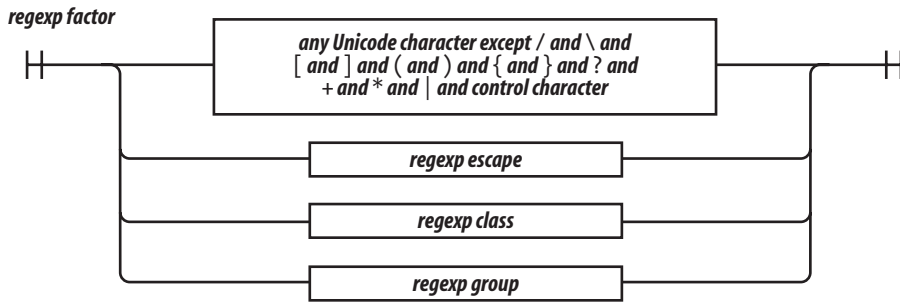 regexp factor
any Unicode character except / and \ and
[ and ] and ( and ) and { and } and ? and
+ and * and | and control character
regexp escape
regexp class
regexp group